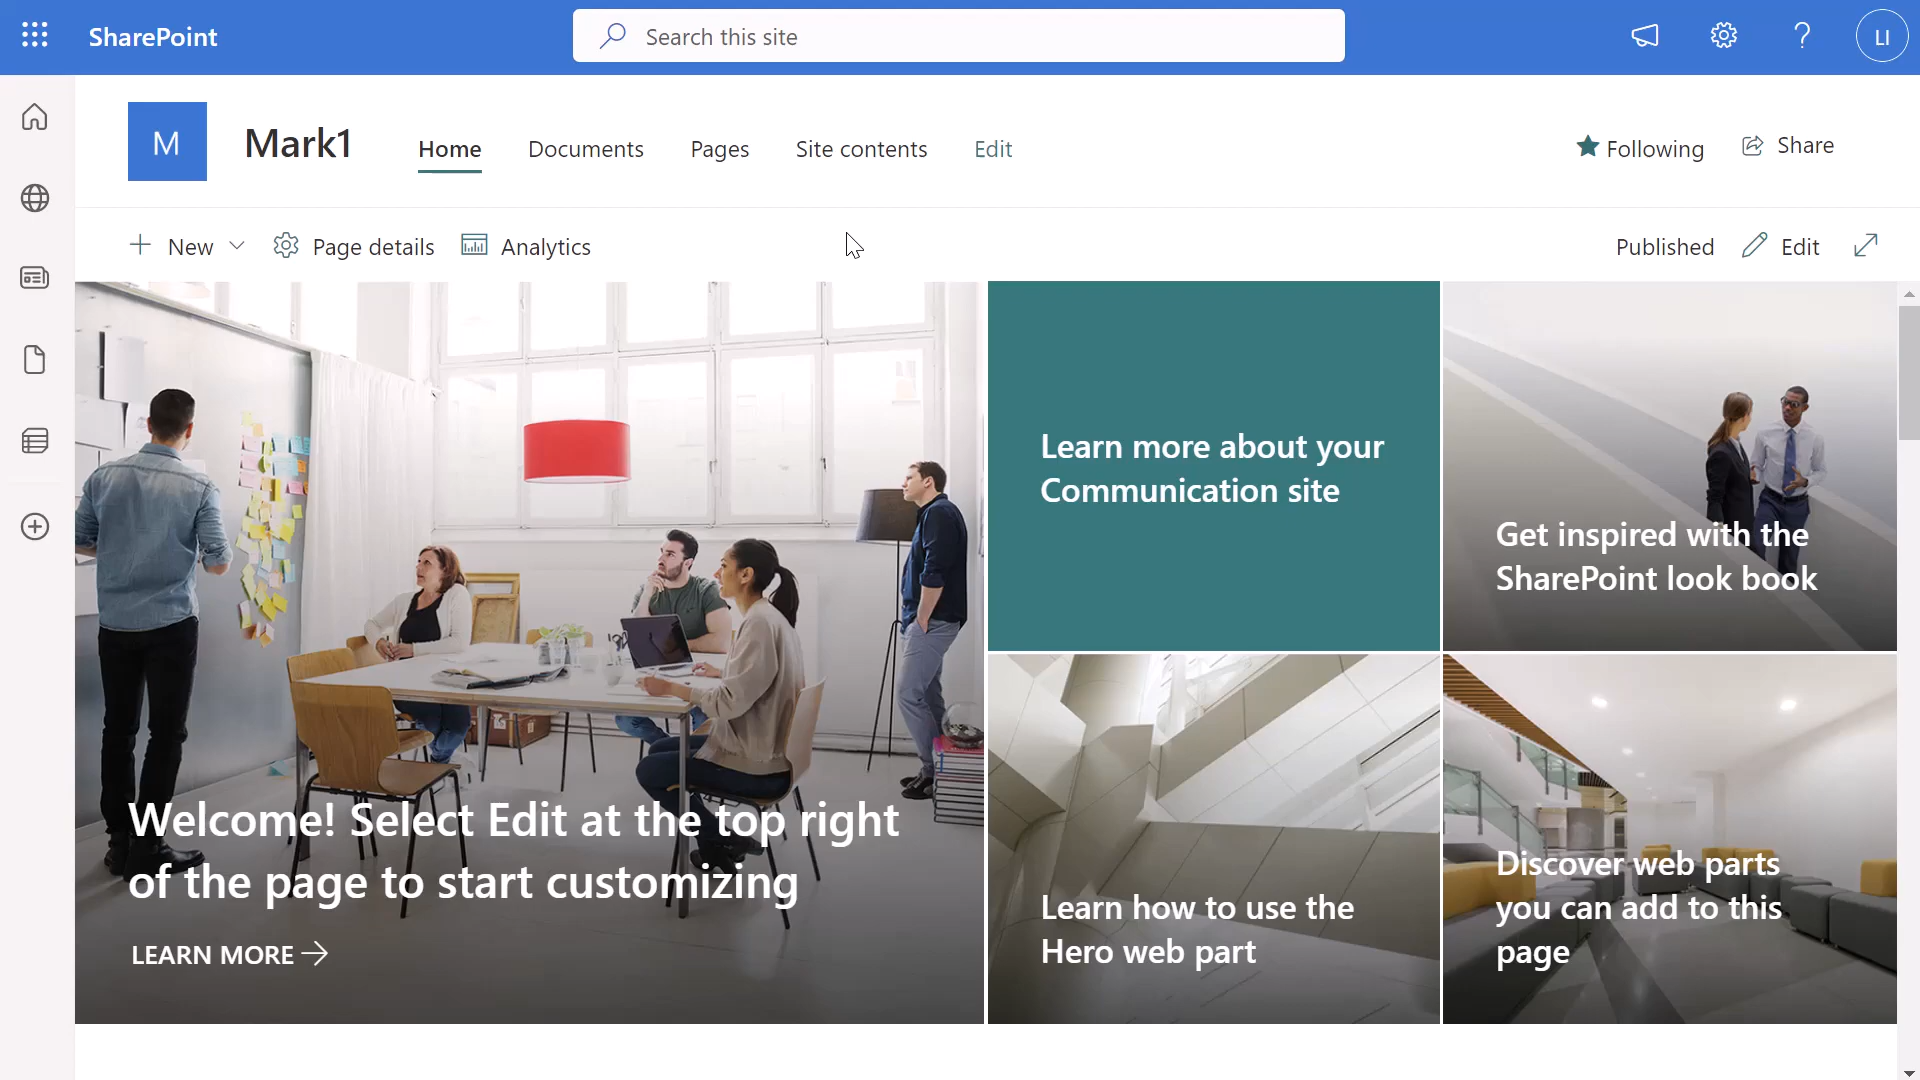 SharePoint
Search this site
LI
M
Mark1
Home
Documents
Pages
Site contents
Edit
Following
Share
New
Page details
Analytics
Published
Edit
Welcome! Select Edit at the top right
of the page to start customizing
LEARN MORE
Learn more about your
Communication site
Get inspired with the
SharePoint look book
Learn how to use the
Hero web part
Discover web parts
you can add to this
page